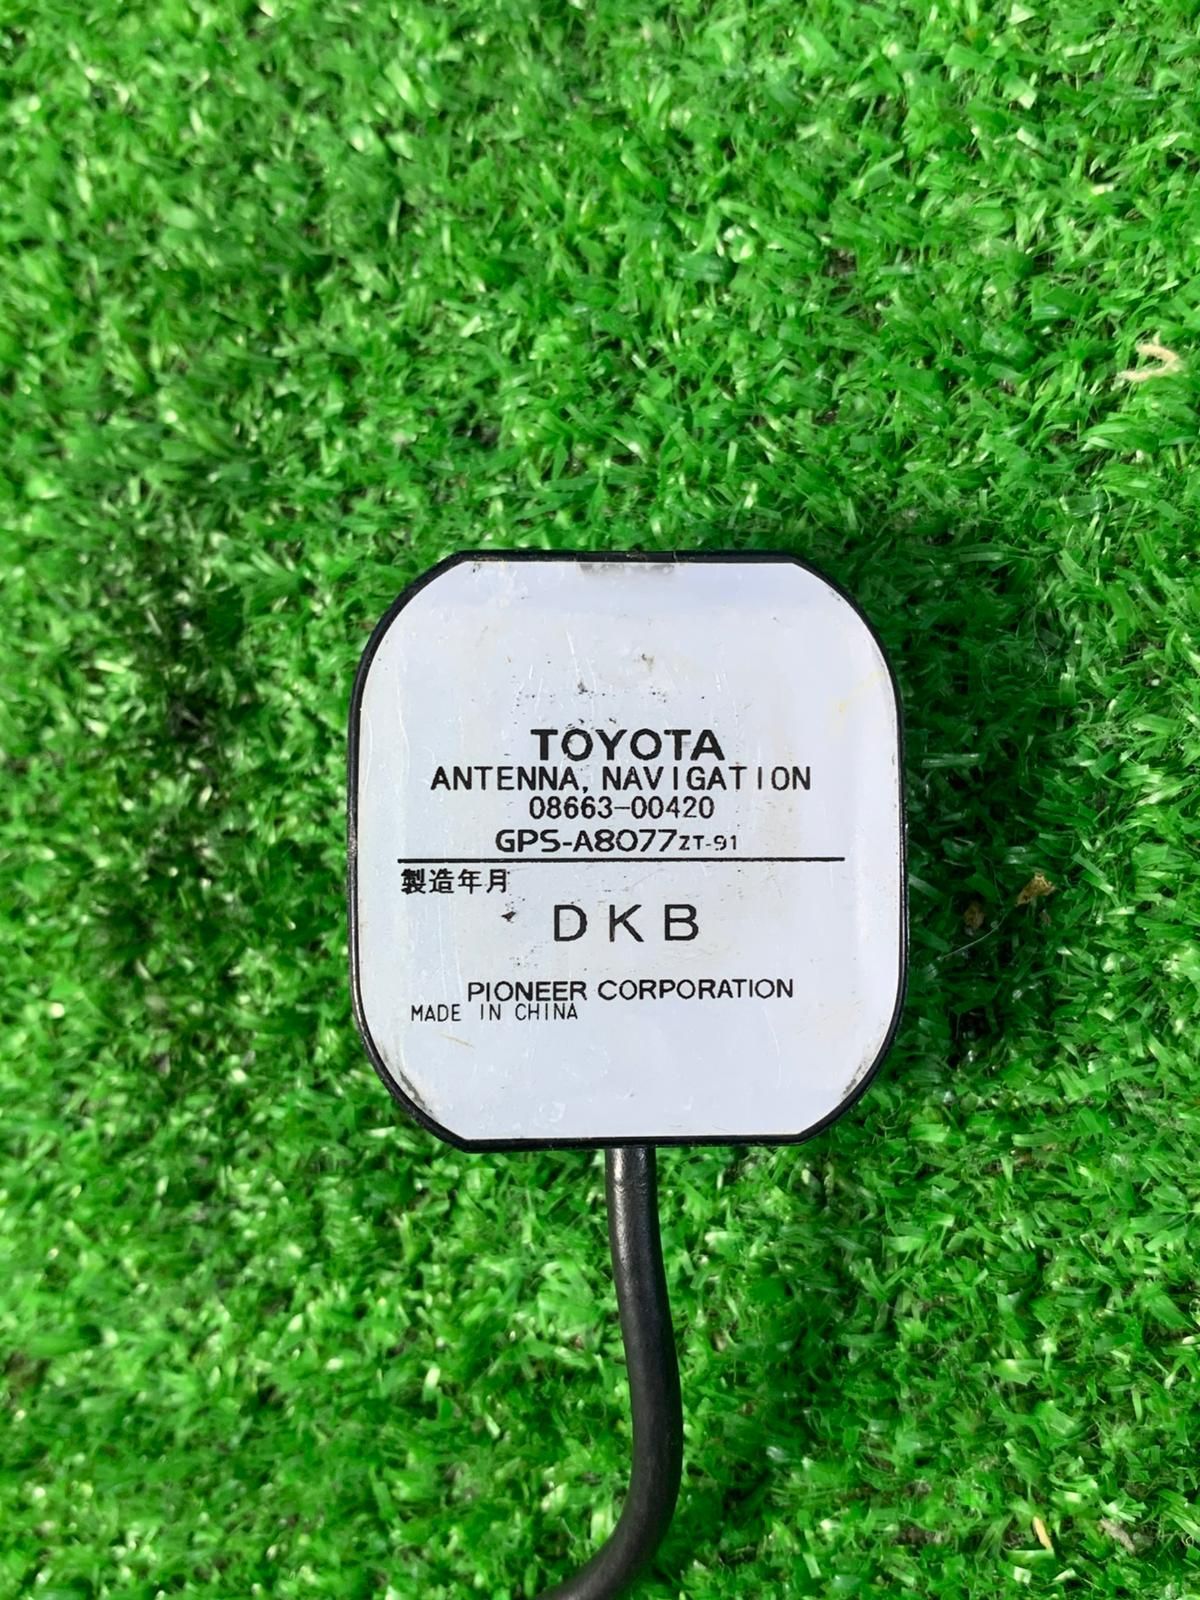 TOYOTA
ANTENNA, NAVIGATION
08663-00420
GPS-A8077ZT-91
製造年月
DKB
PIONEER CORPORATION
MADE IN CHINA